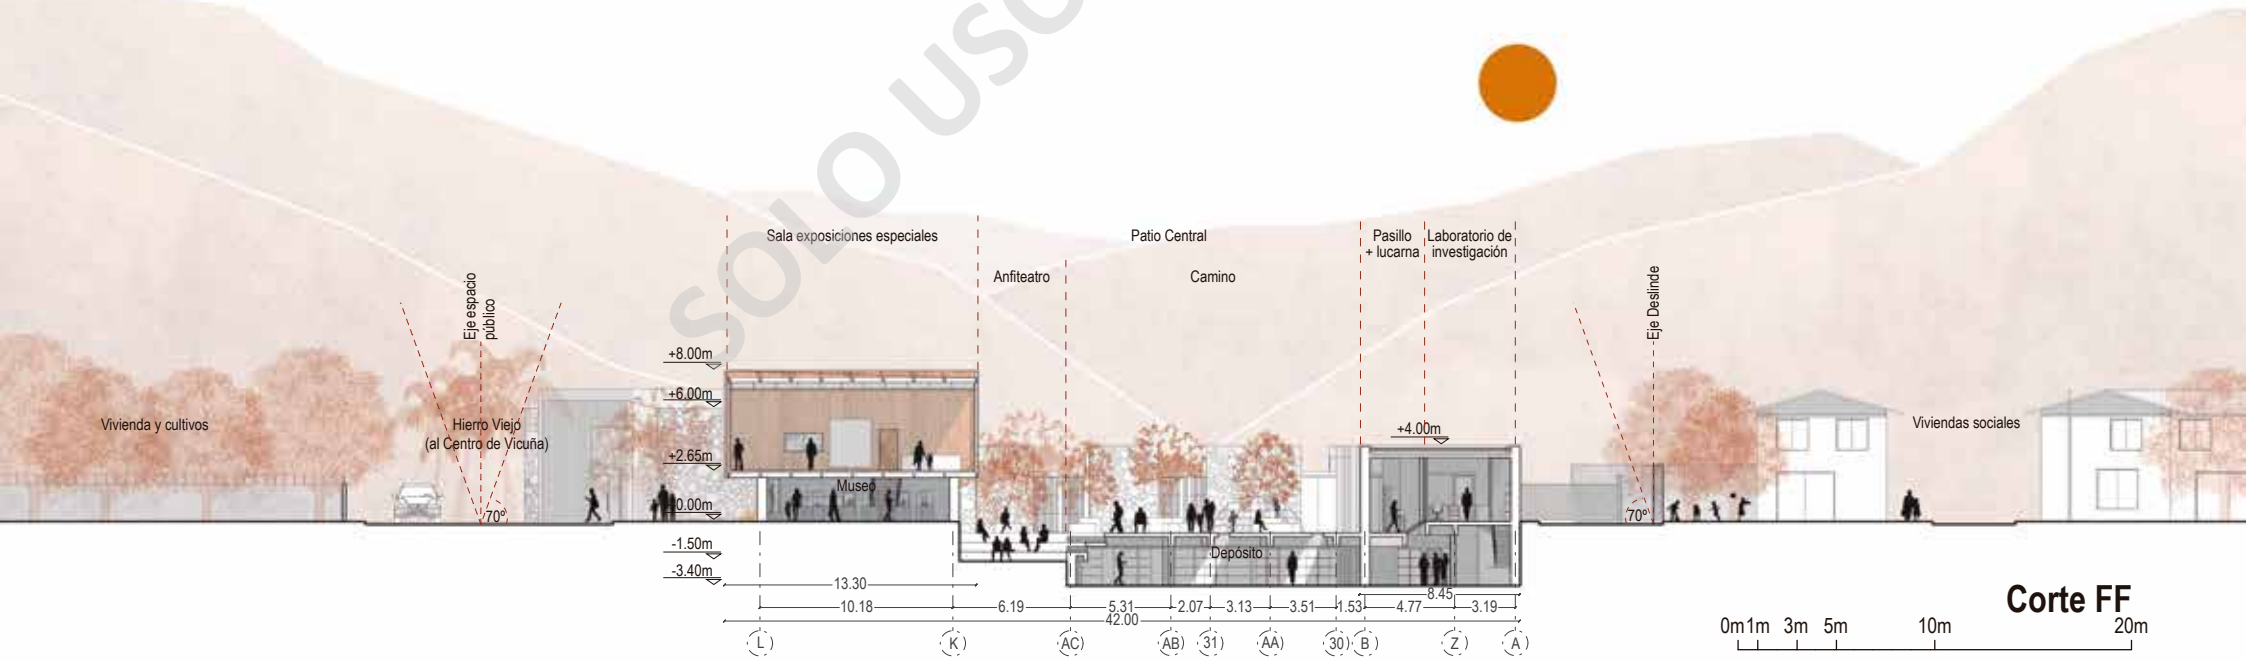 SOLO USO
Sala exposiciones especiales
Patio Central
Pasillo
+ lucarna
Laboratorio de
investigación
Anfiteatro
Camino
Eje espacio
público
Eje Deslinde
+8.00m
+6.00m
+2.65m
0.00m
-1.50m
-3.40m
+4.00m
Vivienda y cultivos
Hierro Viejo
(al Centro de Vicuña)
Viviendas sociales
Museo
70º
70º
Depósito
13.30
8.45
10.18
6.19
5.31
2.07
3.13
3.51
1.53
4.77
3.19
42.00
L
K
AC
AB
31
AA
30
B
Z
A
Corte FF
0m 1m 3m 5m 10m 20m